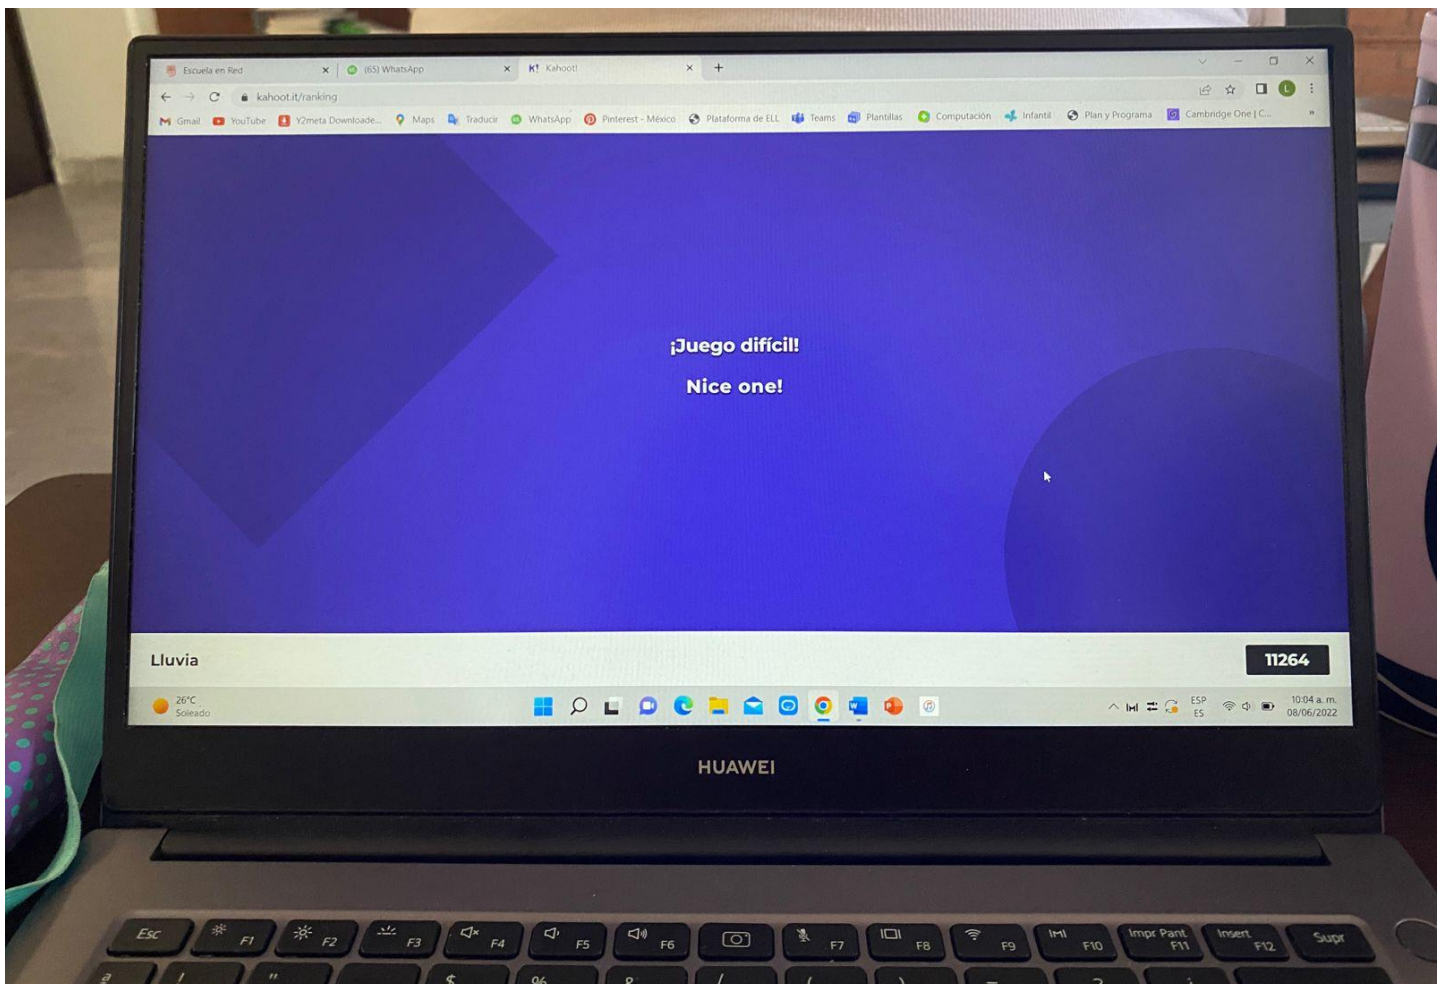 Escuela en Red
(65) WhatsApp
K! Kahoot!
kahoot.it/ranking
L
Gmail YouTube Y2meta Downloade... Maps Traducir WhatsApp Pinterest - México Plataforma de ELL Teams Plantillas Computación Infantil Plan y Programa Cambridge One | C... »
¡Juego difícil!
Nice one!
Lluvia
11264
26°C
Soleado
ESP
ES
10:04 a. m.
08/06/2022
HUAWEI
Esc F1 F2 F3 F4 F5 F6 F7 F8 F9 F10 Impr Pant F11 Insert F12 Supr
! " $ % & / ( ) = ? ¡